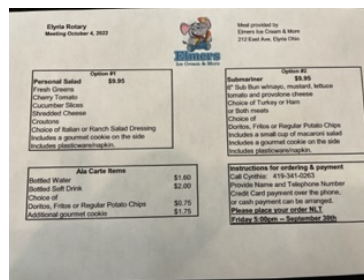 Elyria Rotary
Meeting October 4, 2022
Elmers
Ice Cream & More
Meal provided by
Elmers Ice Cream & More
212 East Ave, Elyria Ohio
Option #1
Personal Salad $9.95
Fresh Greens
Cherry Tomato
Cucumber Slices
Shredded Cheese
Croutons
Choice of Italian or Ranch Salad Dressing
Includes a gourmet cookie on the side
Includes plasticware/napkin.
Option #2
Submariner $9.95
6" Sub Bun w/mayo, mustard, lettuce
tomato and provolone cheese
Choice of Turkey or Ham
or Both meats
Choice of
Doritos, Fritos or Regular Potato Chips
Includes a small cup of macaroni salad
Includes gourmet cookie on the side
Includes plasticware/napkin.
Ala Carte Items
Bottled Water $1.60
Bottled Soft Drink $2.00
Choice of
Doritos, Fritos or Regular Potato Chips $0.75
Additional gourmet cookie $1.75
Instructions for ordering & payment
Call Cynthia: 419-341-0263
Provide Name and Telephone Number
Credit Card payment over the phone,
or cash payment can be arranged.
Please place your order NLT
Friday 5:00pm -- September 30th